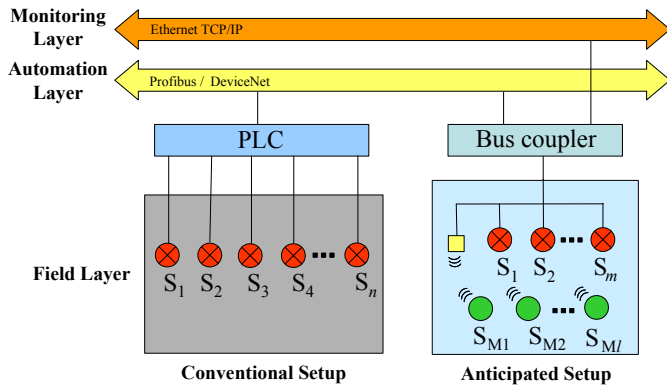 Monitoring
Layer
Ethernet TCP/IP
Automation
Layer
Profibus / DeviceNet
PLC
Bus coupler
Field Layer
S1 S2 S3 S4 Sn
S1 S2 Sm
SM1 SM2 SMl
Conventional Setup
Anticipated Setup